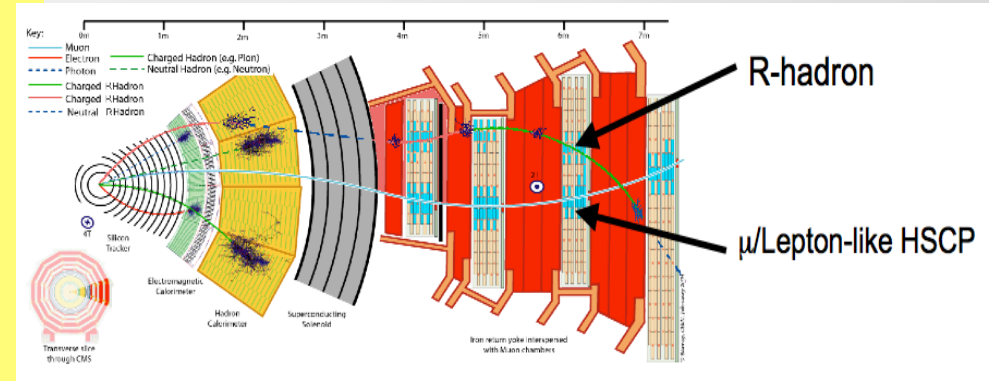 Key:
0m 1m 2m 3m 4m 5m 6m 7m
Muon
Electron
Photon
Charged RHadron
Charged RHadron
Neutral RHadron
Charged Hadron (e.g. Pion)
Neutral Hadron (e.g. Neutron)
R-hadron
μ/Lepton-like HSCP
2T
4T
Silicon
Tracker
Electromagnetic
Calorimeter
Hadron
Calorimeter
Superconducting
Solenoid
Iron return yoke interspersed
with Muon chambers
Transverse slice
through CMS